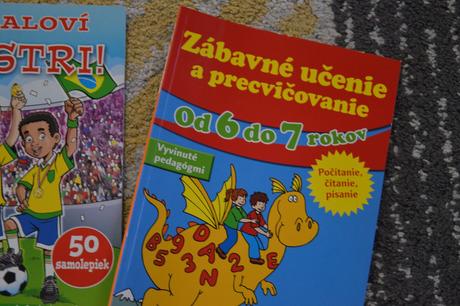 ALOVÍ
STRI!
50
samolepiek
Zábavné učenie
a precvičovanie
Od 6 do 7 rokov
Vyvinuté
pedagógmi
Počítanie,
čítanie,
písanie